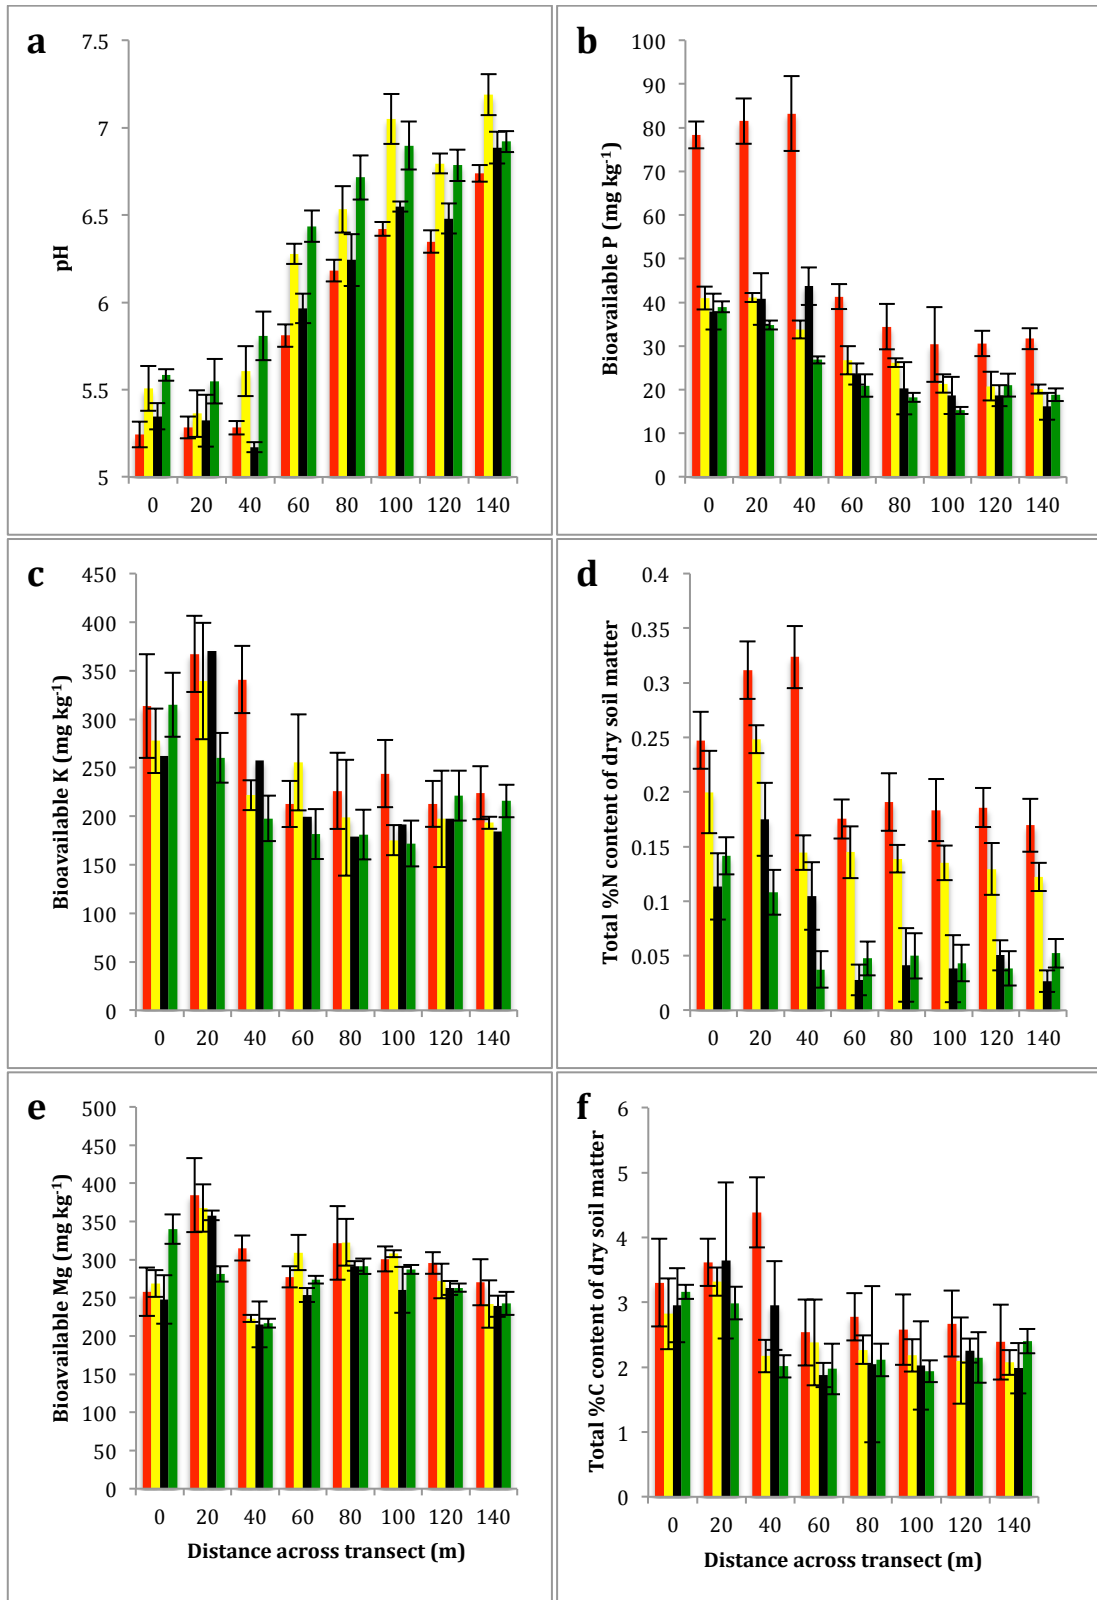 a
7.5
7
6.5
6
5.5
5
pH
0 20 40 60 80 100 120 140
b
100
90
80
70
60
50
40
30
20
10
0
Bioavailable P (mg kg-1)
0 20 40 60 80 100 120 140
c
450
400
350
300
250
200
150
100
50
0
Bioavailable K (mg kg-1)
0 20 40 60 80 100 120 140
d
0.4
0.35
0.3
0.25
0.2
0.15
0.1
0.05
0
Total %N content of dry soil matter
0 20 40 60 80 100 120 140
e
500
450
400
350
300
250
200
150
100
50
0
Bioavailable Mg (mg kg-1)
0 20 40 60 80 100 120 140
Distance across transect (m)
f
6
5
4
3
2
1
0
Total %C content of dry soil matter
0 20 40 60 80 100 120 140
Distance across transect (m)